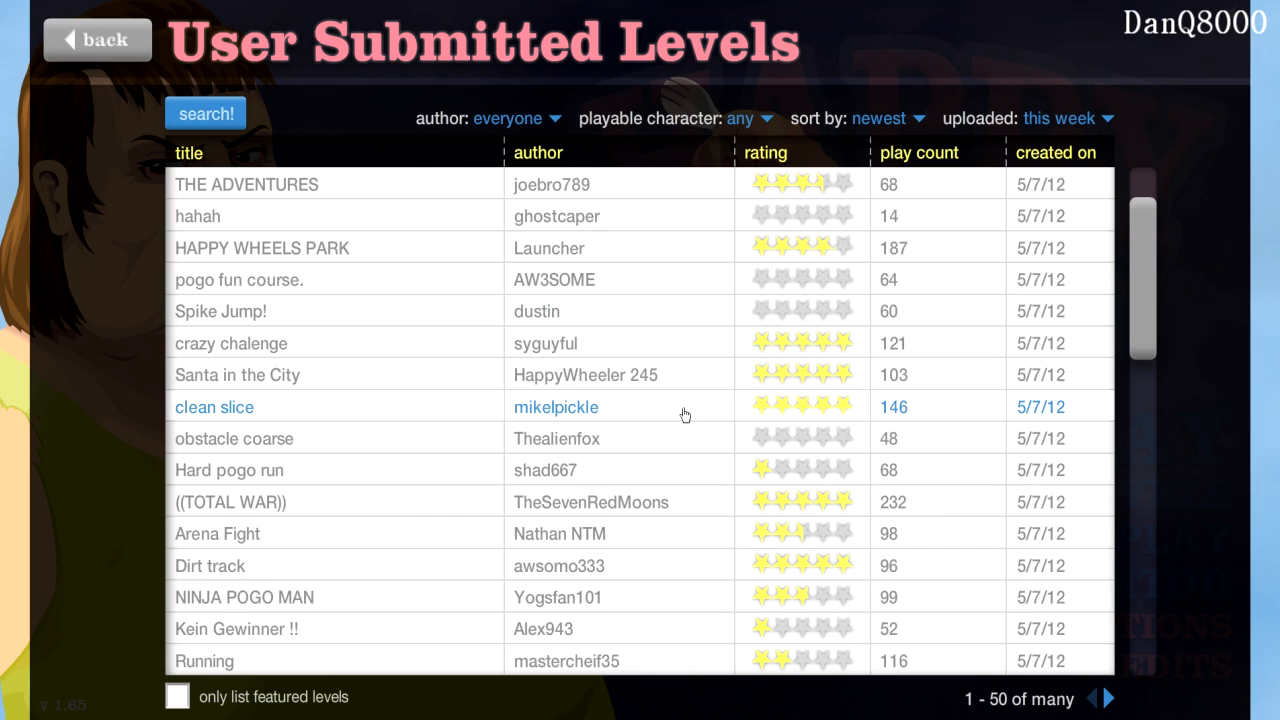 back
User Submitted Levels
DanQ8000
search!
author: everyone playable character: any sort by: newest uploaded: this week
title author rating play count created on
THE ADVENTURES joebro789 68 5/7/12
hahah ghostcaper 14 5/7/12
HAPPY WHEELS PARK Launcher 187 5/7/12
pogo fun course. AW3SOME 64 5/7/12
Spike Jump! dustin 60 5/7/12
crazy chalenge syguyful 121 5/7/12
Santa in the City HappyWheeler 245 103 5/7/12
clean slice mikelpickle 146 5/7/12
obstacle coarse Thealienfox 48 5/7/12
Hard pogo run shad667 68 5/7/12
((TOTAL WAR)) TheSevenRedMoons 232 5/7/12
Arena Fight Nathan NTM 98 5/7/12
Dirt track awsomo333 96 5/7/12
NINJA POGO MAN Yogsfan101 99 5/7/12
Kein Gewinner !! Alex943 52 5/7/12
Running mastercheif35 116 5/7/12
only list featured levels
1 - 50 of many
v 1.65